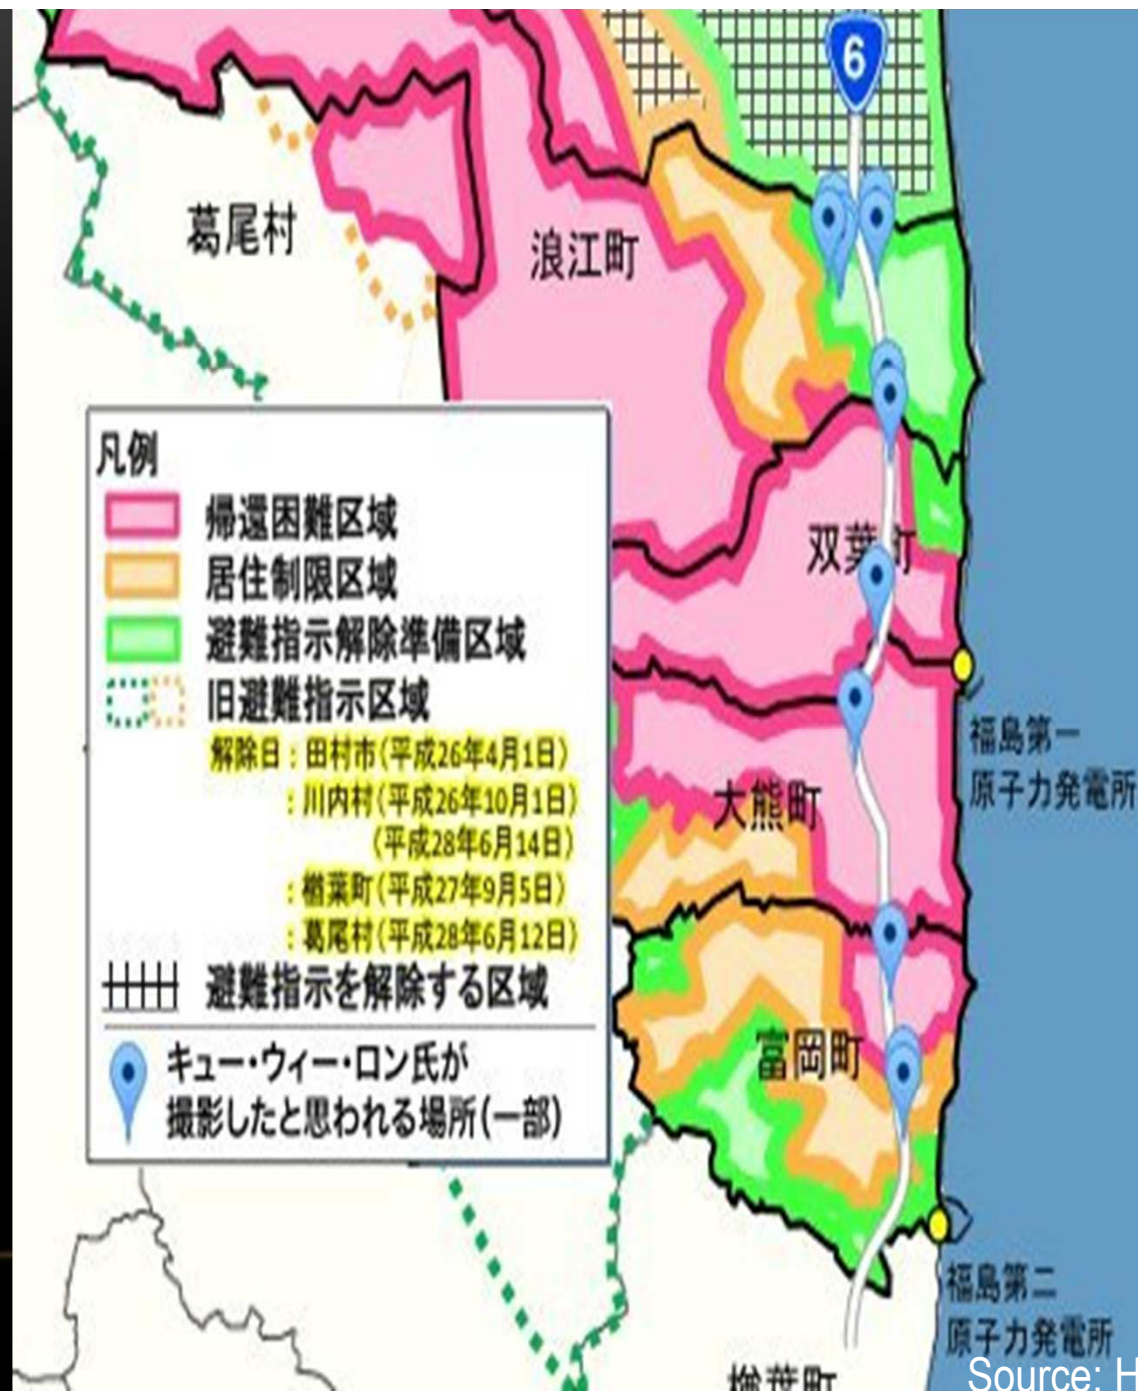 6
葛尾村
浪江町
凡例
帰還困難区域
居住制限区域
避難指示解除準備区域
旧避難指示区域
解除日：田村市（平成26年4月1日）
：川内村（平成26年10月1日）
（平成28年6月14日）
：楢葉町（平成27年9月5日）
：葛尾村（平成28年6月12日）
避難指示を解除する区域
キュー・ウィー・ロン氏が
撮影したと思われる場所（一部）
双葉町
福島第一
原子力発電所
大熊町
富岡町
福島第二
原子力発電所
楢葉町
Source: H